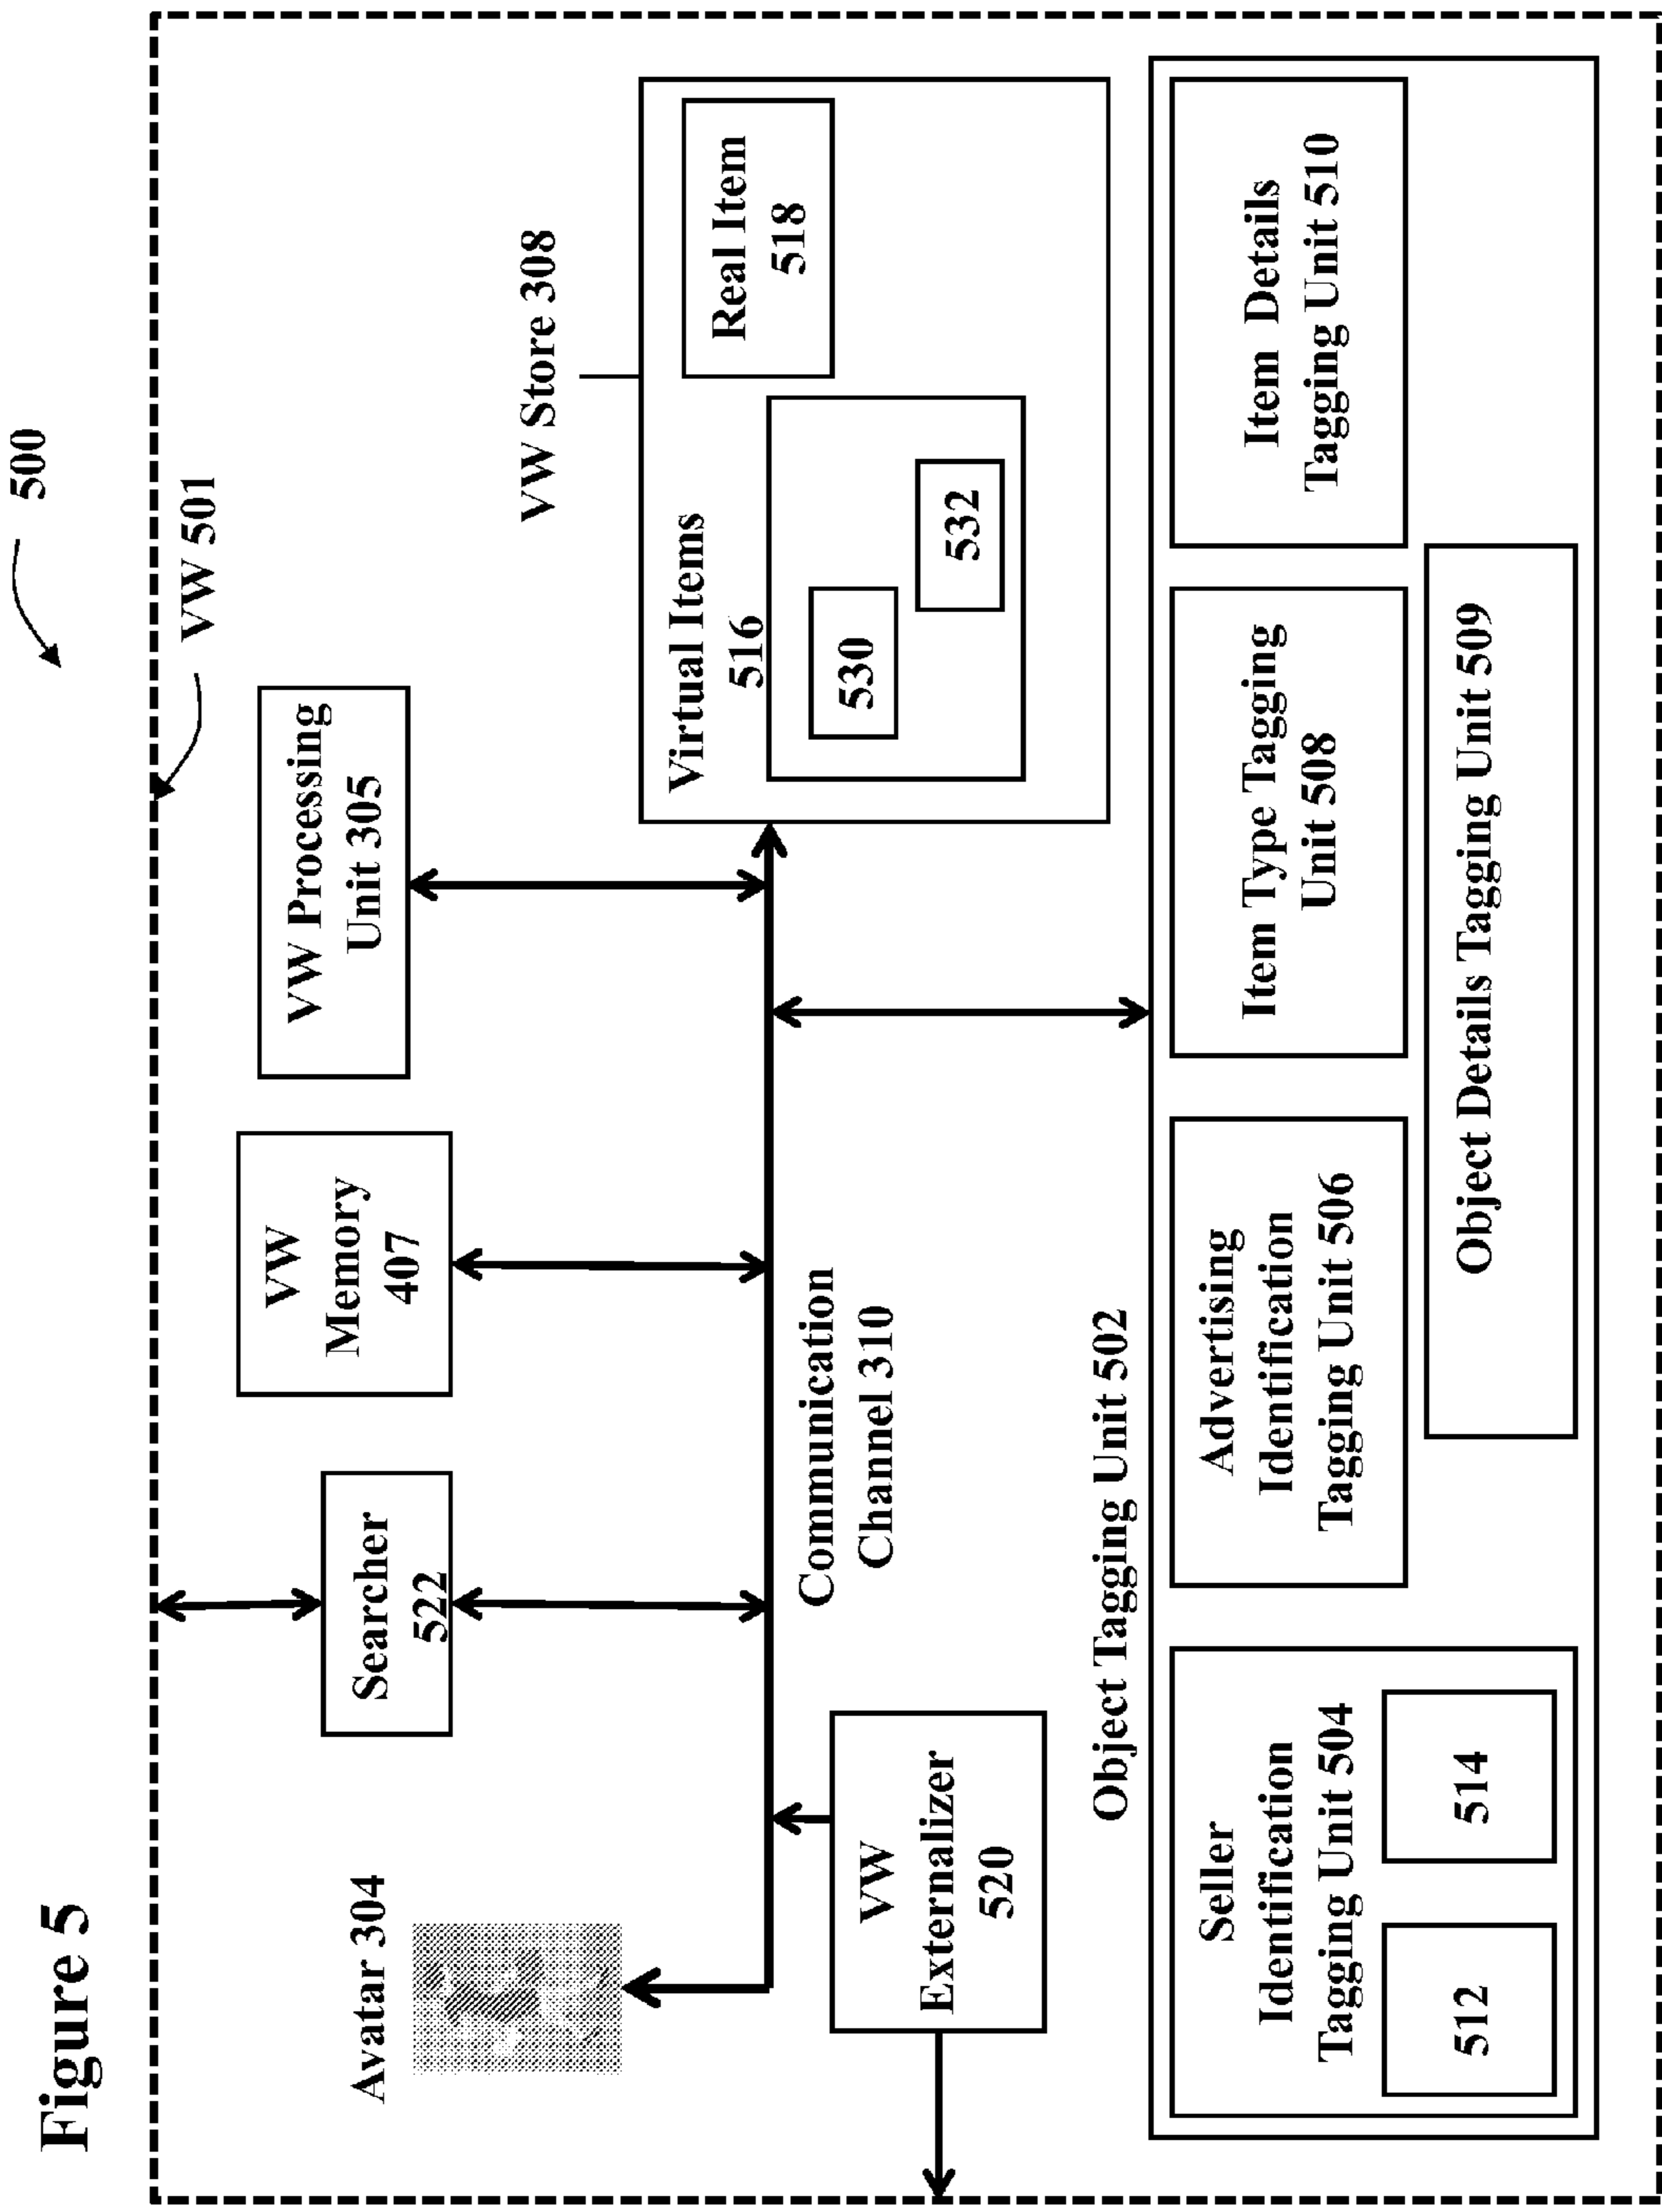 Figure 5
500
VW 501
Avatar 304
Searcher
522
VW
Memory
407
VW Processing
Unit 305
VW Store 308
Virtual Items
516
530
532
Real Item
518
Communication
Channel 310
VW
Externalizer
520
Object Tagging Unit 502
Seller
Identification
Tagging Unit 504
512
514
Advertising
Identification
Tagging Unit 506
Item Type Tagging
Unit 508
Item Details
Tagging Unit 510
Object Details Tagging Unit 509